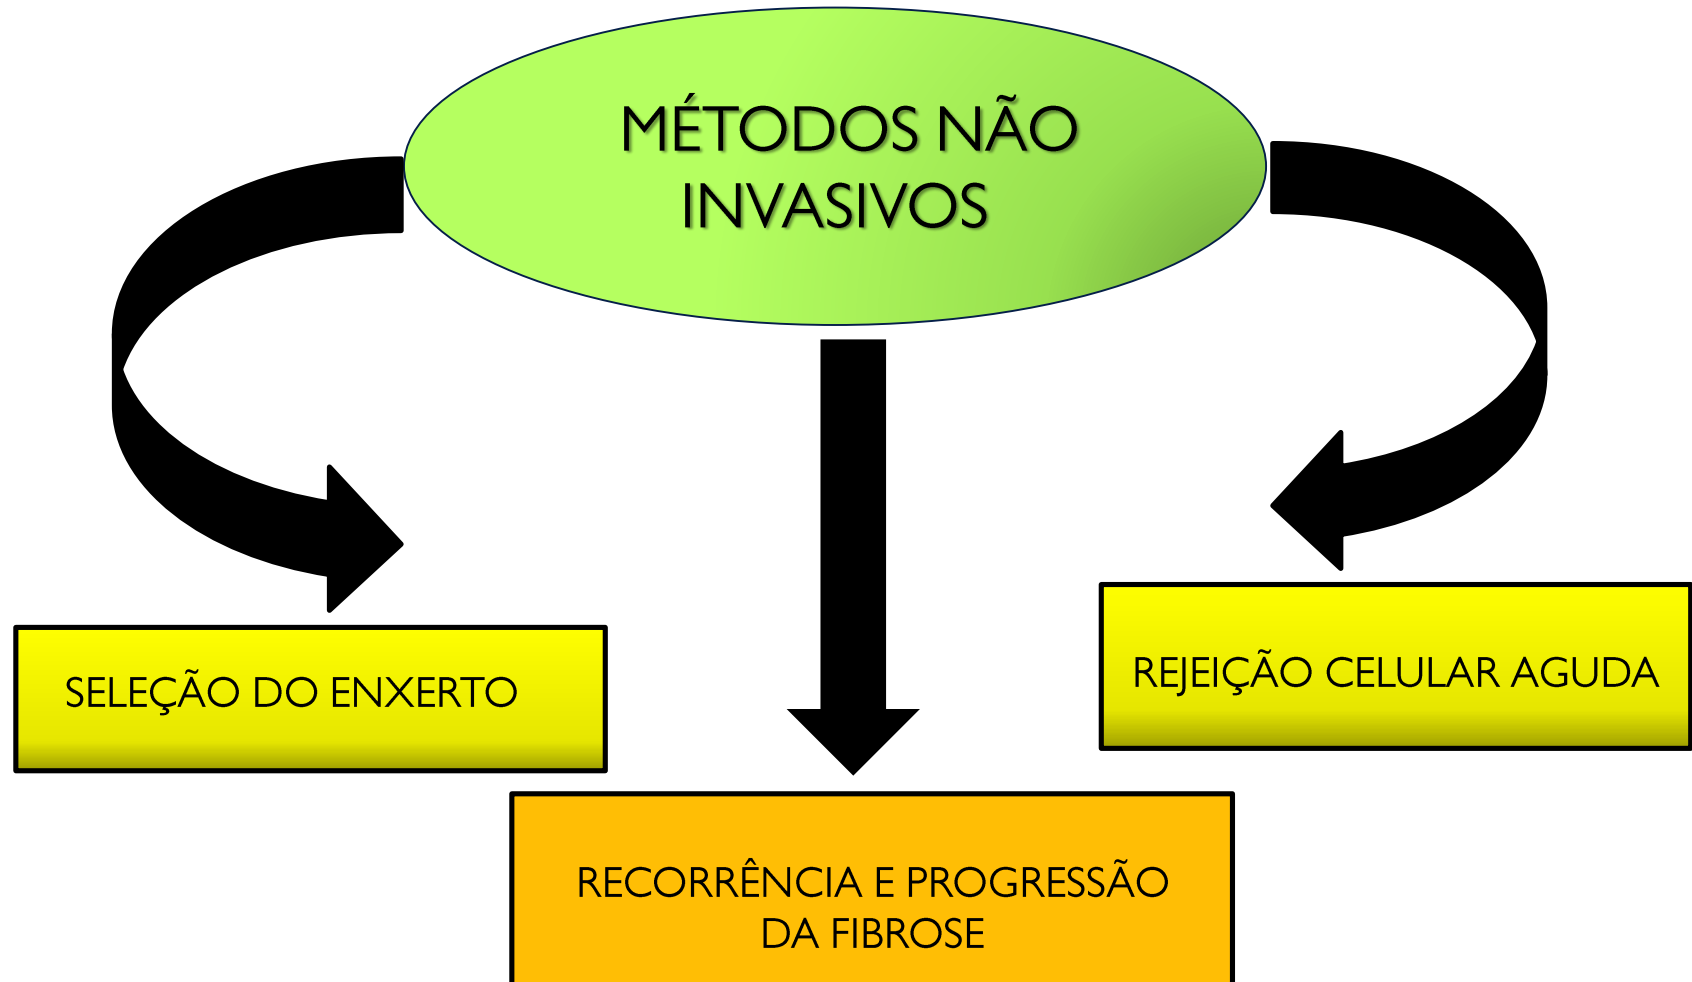 MÉTODOS NÃO
INVASIVOS
SELEÇÃO DO ENXERTO
REJEIÇÃO CELULAR AGUDA
RECORRÊNCIA E PROGRESSÃO
DA FIBROSE